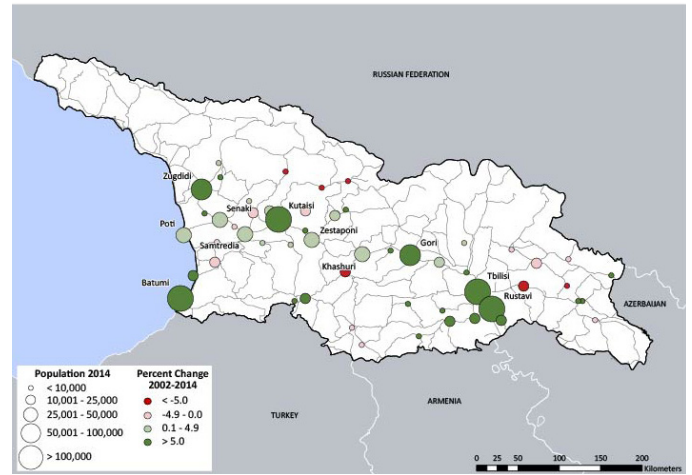 RUSSIAN FEDERATION
Zugdidi
Senaki
Kutaisi
Poti
Zestaponi
Samtredia
Gori
Khashuri
Tbilisi
Batumi
Rustavi
AZERBAIJAN
TURKEY
ARMENIA
Population 2014
< 10,000
10,001 - 25,000
25,001 - 50,000
50,001 - 100,000
> 100,000
Percent Change
2002-2014
< -5.0
-4.9 - 0.0
0.1 - 4.9
> 5.0
0 25 50 100 150 200
Kilometers